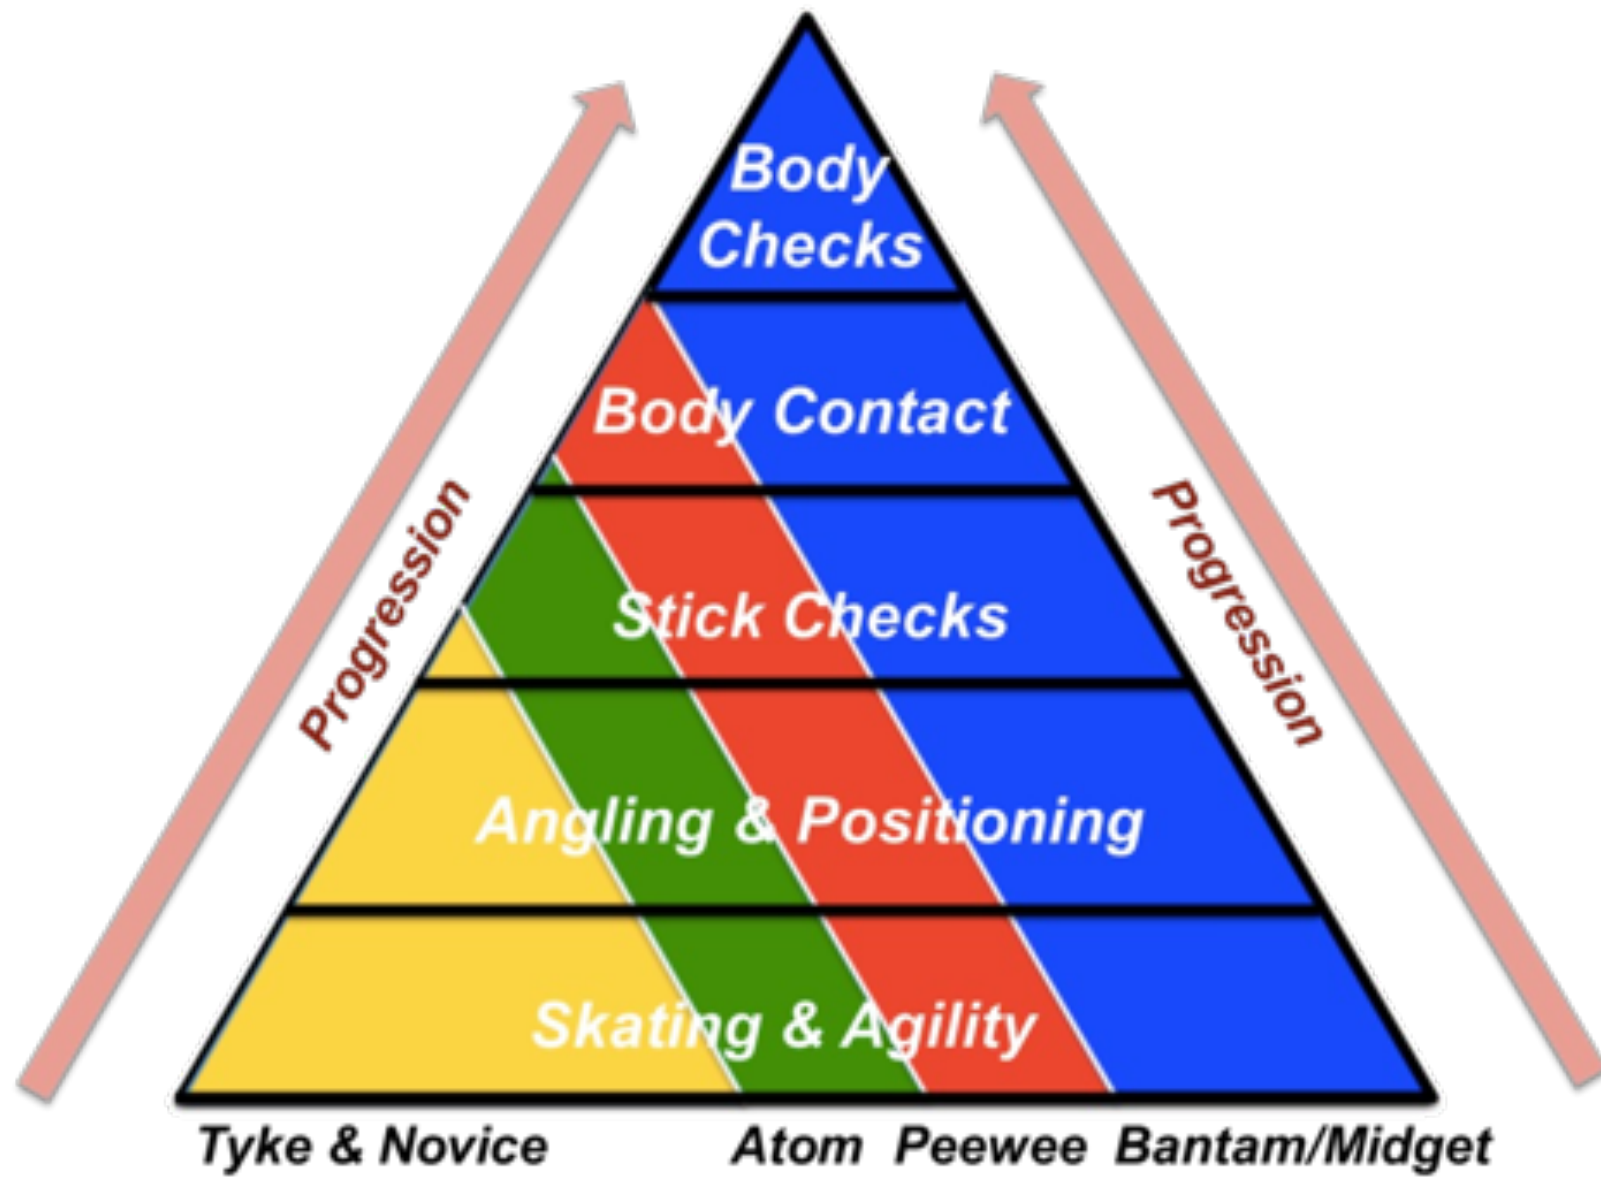 Body
Checks
Body Contact
Progression
Progression
Stick Checks
Angling & Positioning
Skating & Agility
Tyke & Novice Atom Peewee Bantam/Midget